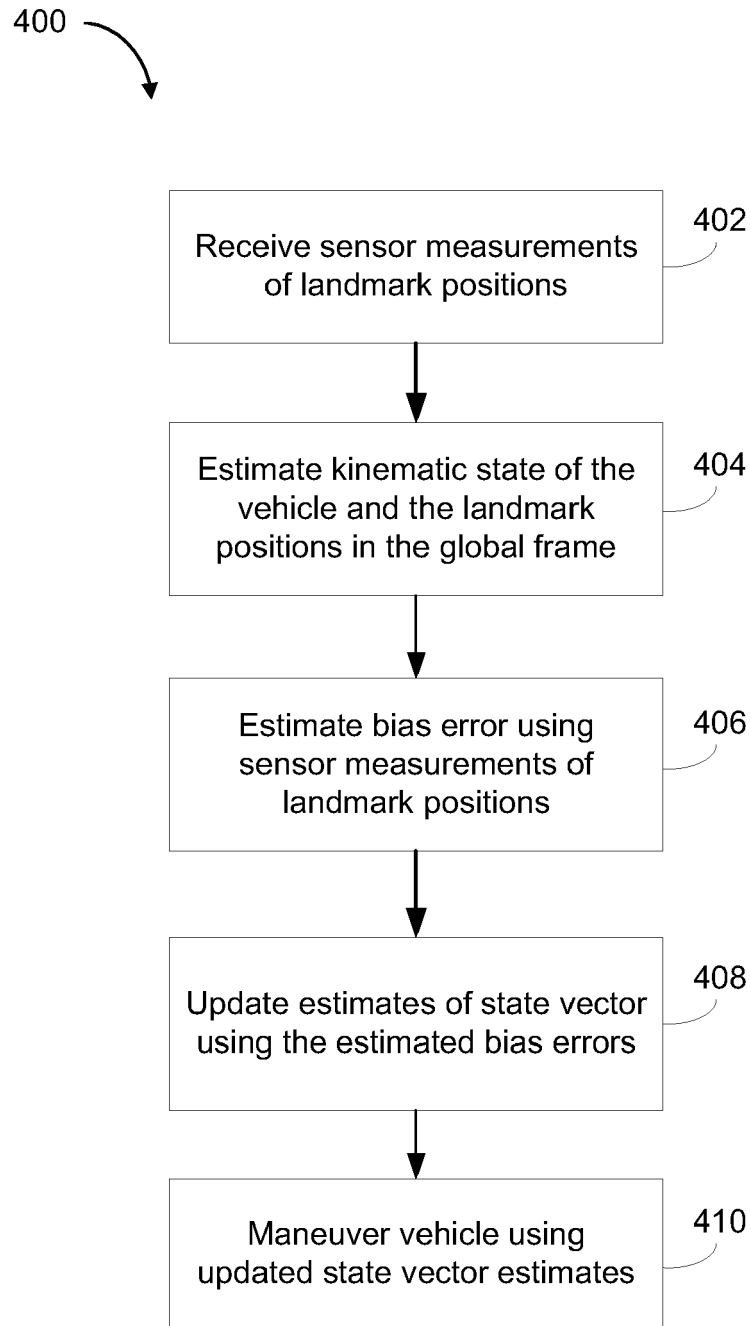 400
402
Receive sensor measurements
of landmark positions
404
Estimate kinematic state of the
vehicle and the landmark
positions in the global frame
406
Estimate bias error using
sensor measurements of
landmark positions
408
Update estimates of state vector
using the estimated bias errors
410
Maneuver vehicle using
updated state vector estimates